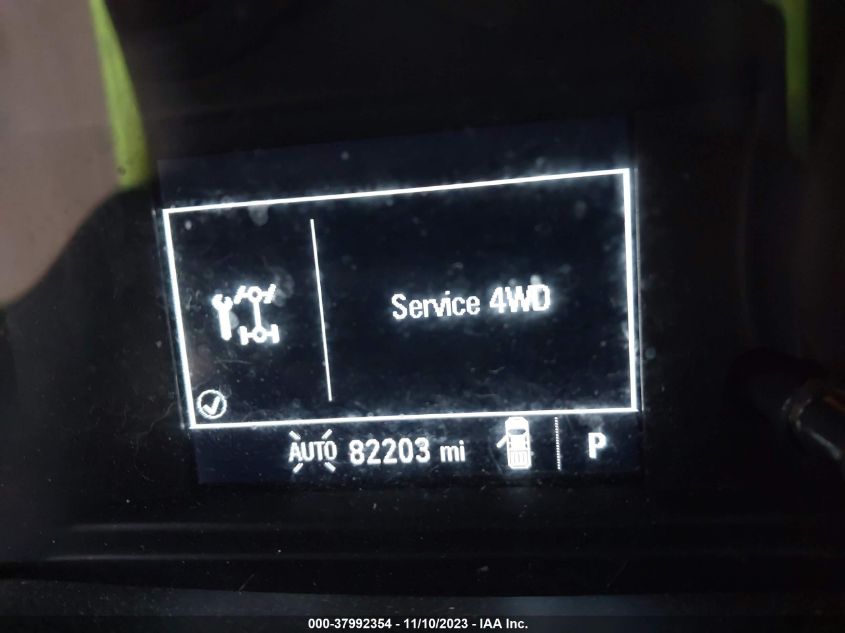 Service 4WD
AUTO 82203 mi P
000-37992354 - 11/10/2023 - IAA Inc.